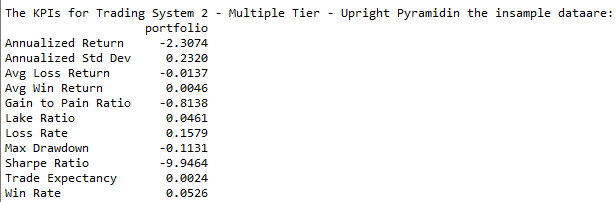 The KPIs for Trading System 2 - Multiple Tier - Upright Pyramidin the insample dataare:
portfolio
Annualized Return -2.3074
Annualized Std Dev 0.2320
Avg Loss Return -0.0137
Avg Win Return 0.0046
Gain to Pain Ratio -0.8138
Lake Ratio 0.0461
Loss Rate 0.1579
Max Drawdown -0.1131
Sharpe Ratio -9.9464
Trade Expectancy 0.0024
Win Rate 0.0526